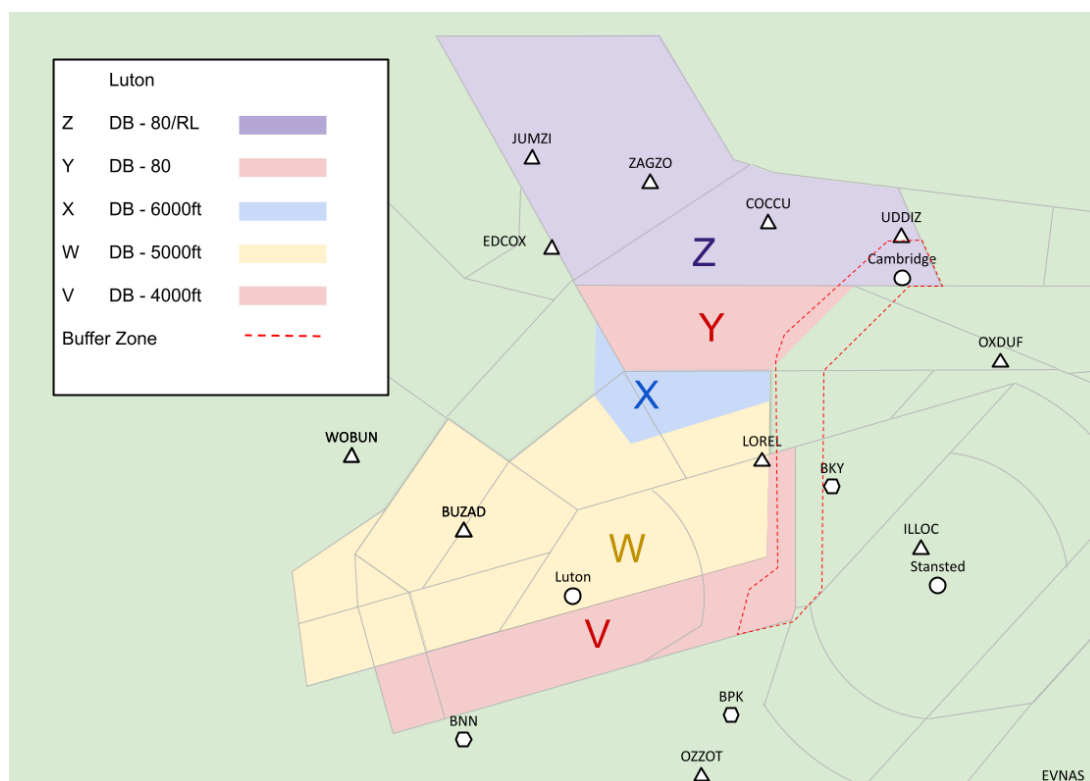 Luton
Z DB - 80/RL
Y DB - 80
X DB - 6000ft
W DB - 5000ft
V DB - 4000ft
Buffer Zone
JUMZI
ZAGZO
COCCU
UDDIZ
EDCOX
Z
Cambridge
Y
OXDUF
X
WOBUN
LOREL
BKY
BUZAD
W
ILLOC
Stansted
Luton
V
BPK
BNN
OZZOT
EVNAS